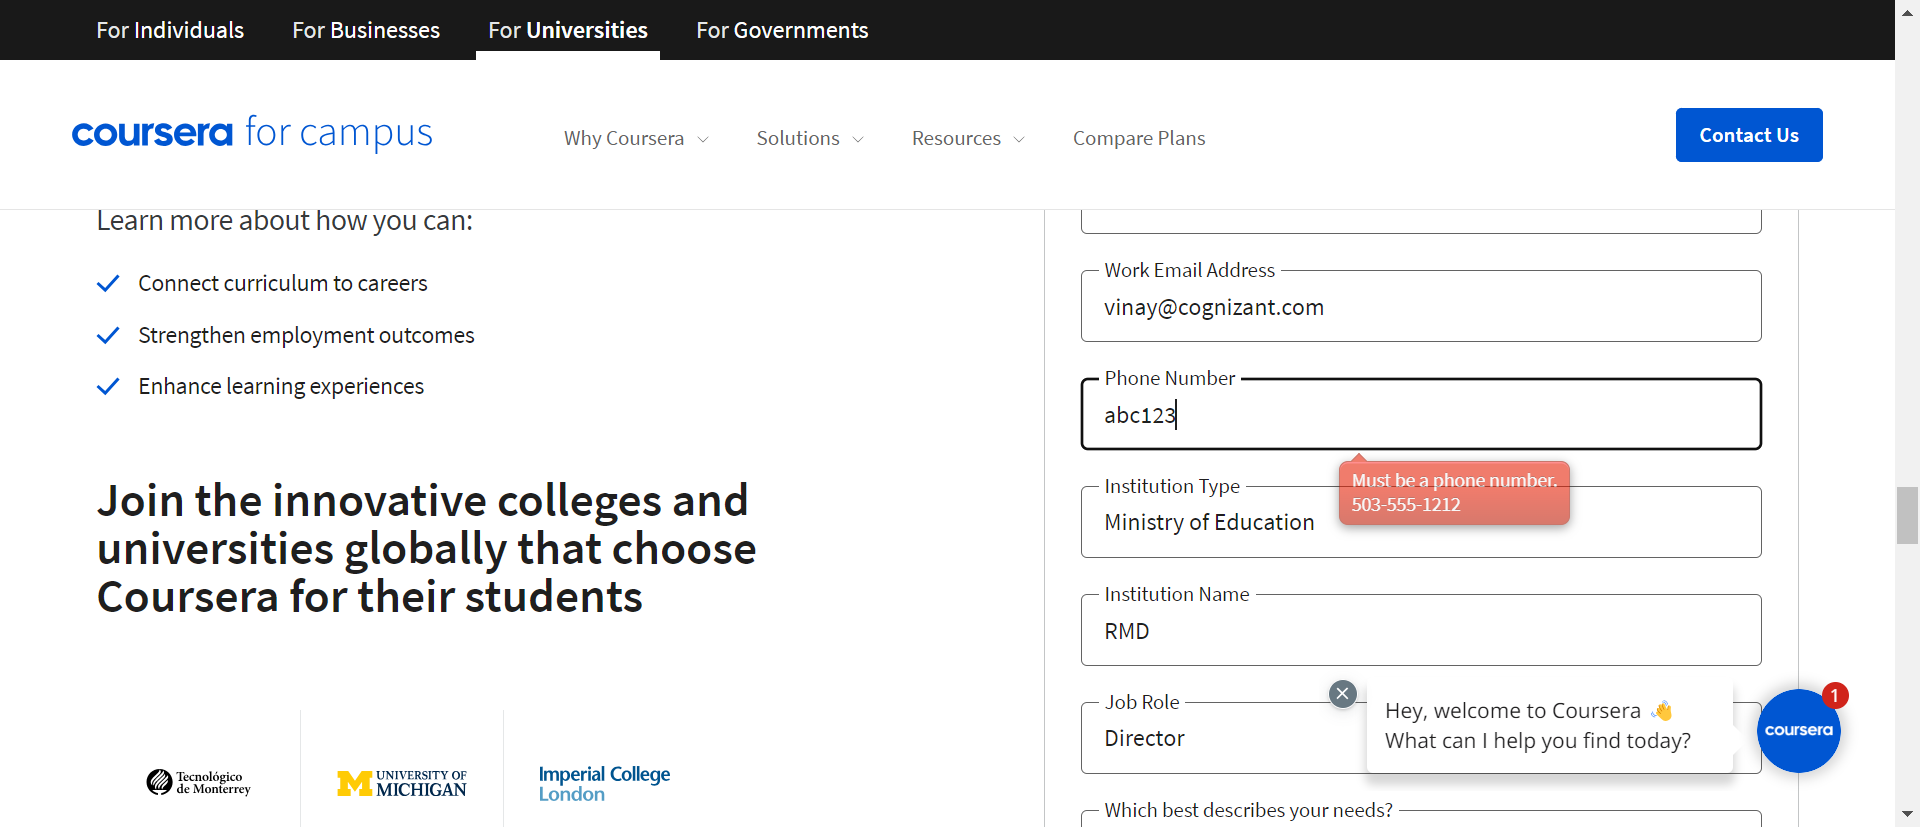 For Individuals
For Businesses
For Universities
For Governments
coursera for campus
Why Coursera
Solutions
Resources
Compare Plans
Contact Us
Learn more about how you can:
Connect curriculum to careers
Strengthen employment outcomes
Enhance learning experiences
Join the innovative colleges and
universities globally that choose
Coursera for their students
Tecnológico
de Monterrey
M UNIVERSITY OF
MICHIGAN
Imperial College
London
Work Email Address
vinay@cognizant.com
Phone Number
abc123
Must be a phone number.
503-555-1212
Institution Type
Ministry of Education
Institution Name
RMD
Job Role
Director
Which best describes your needs?
Hey, welcome to Coursera 👋
What can I help you find today?
coursera
1